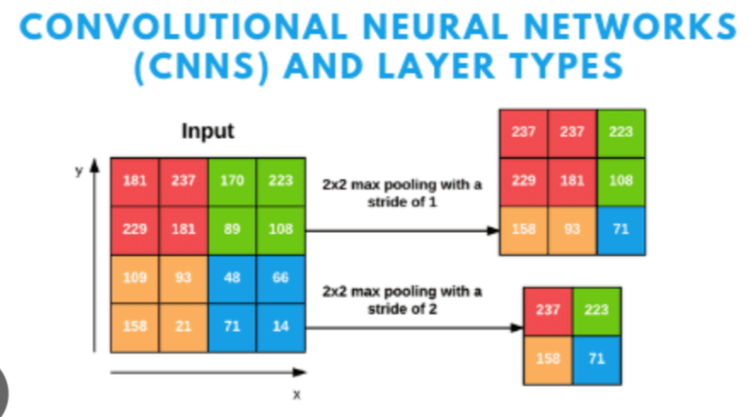 CONVOLUTIONAL NEURAL NETWORKS
(CNNS) AND LAYER TYPES
Input
y
181 237 170 223
229 181 89 108
109 93 48 66
158 21 71 14
x
2x2 max pooling with a
stride of 1
237 237 223
229 181 108
158 93 71
2x2 max pooling with a
stride of 2
237 223
158 71